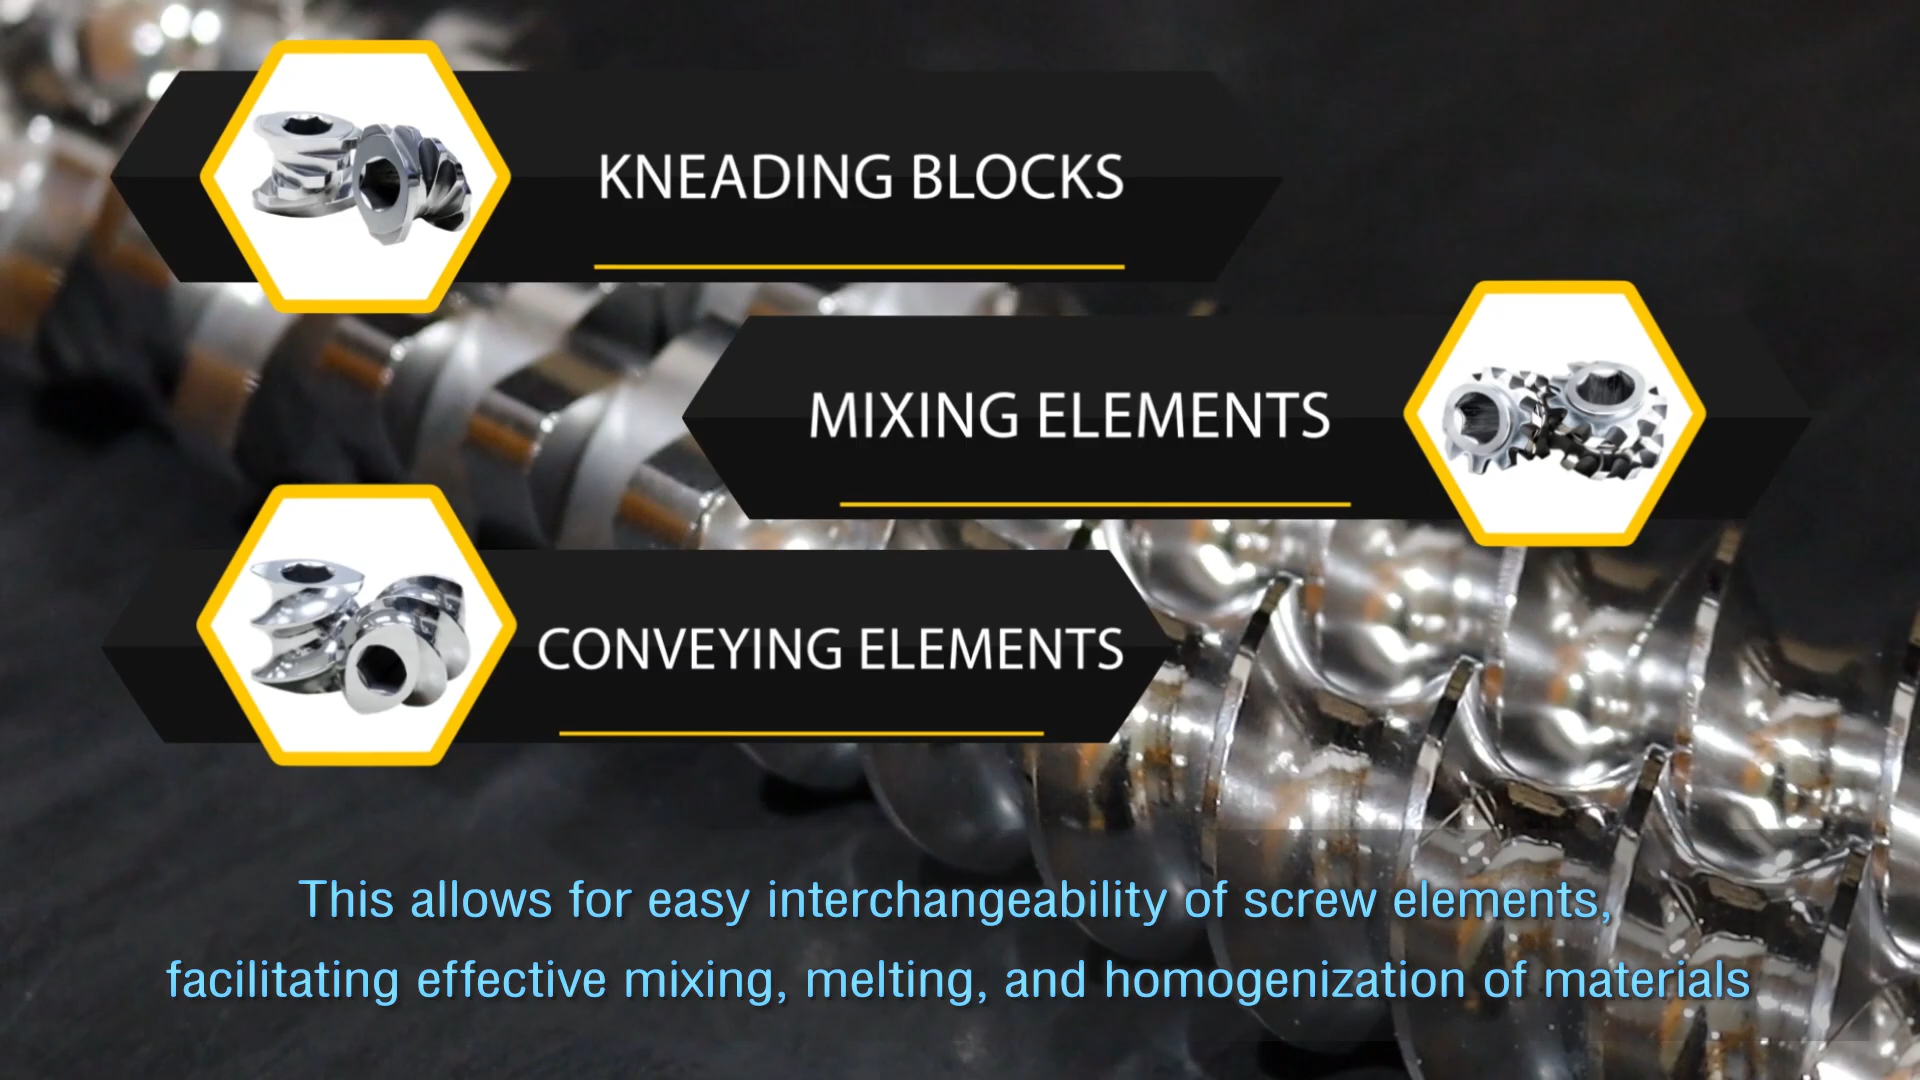 KNEADING BLOCKS
MIXING ELEMENTS
CONVEYING ELEMENTS
This allows for easy interchangeability of screw elements,
facilitating effective mixing, melting, and homogenization of materials